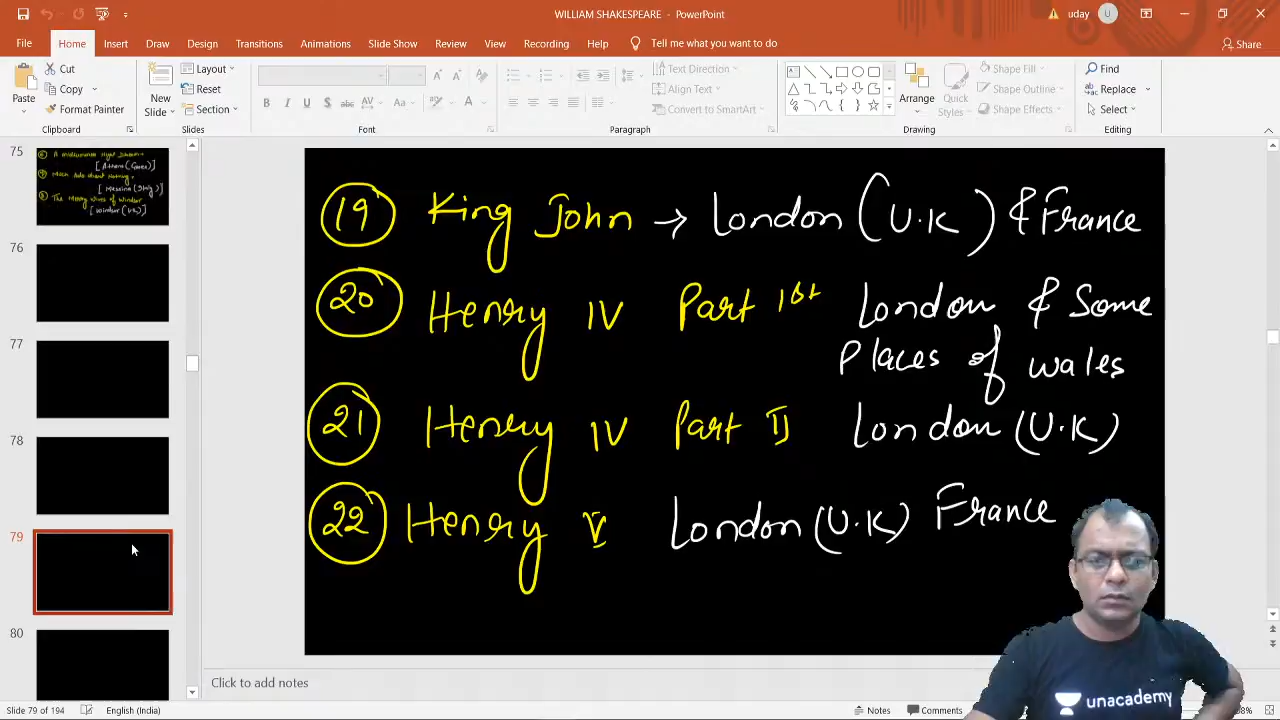 WILLIAM SHAKESPEARE - PowerPoint
uday U
File Home Insert Draw Design Transitions Animations Slide Show Review View Recording Help Tell me what you want to do Share
Paste Cut Copy Format Painter
Clipboard
New Slide Layout Reset Section
Slides
B I U S abc AV Aa A
Font
Text Direction Align Text Convert to SmartArt
Paragraph
Arrange Quick Styles Shape Fill Shape Outline Shape Effects
Drawing
Find Replace Select
Editing
75
76
77
78
79
80
19 King John → London (U.K) & France
20 Henry IV Part 1st London & Some
Places of wales
21 Henry IV Part II London (U.K)
22 Henry V London (U.K) France
unacademy
Click to add notes
Slide 79 of 194 English (India) Notes Comments